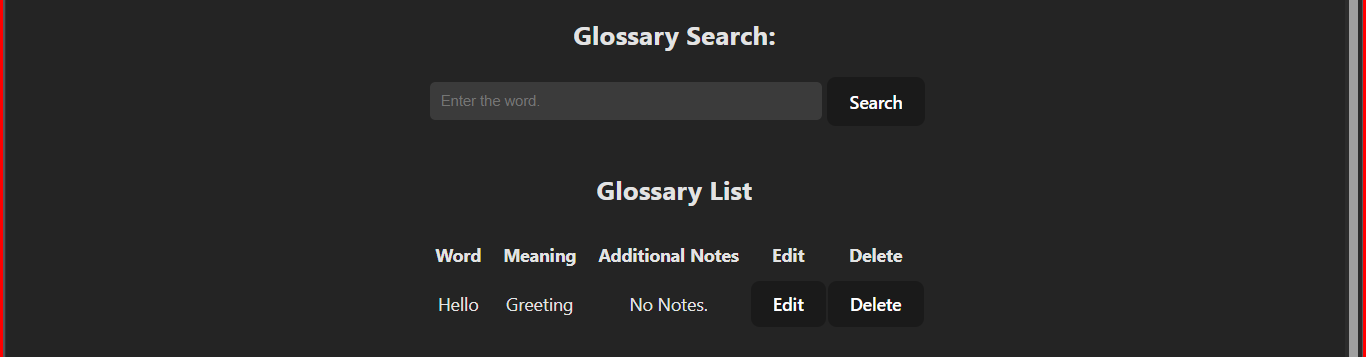 Glossary Search:
Enter the word.
Search
Glossary List
Word Meaning Additional Notes Edit Delete
Hello Greeting No Notes. Edit Delete